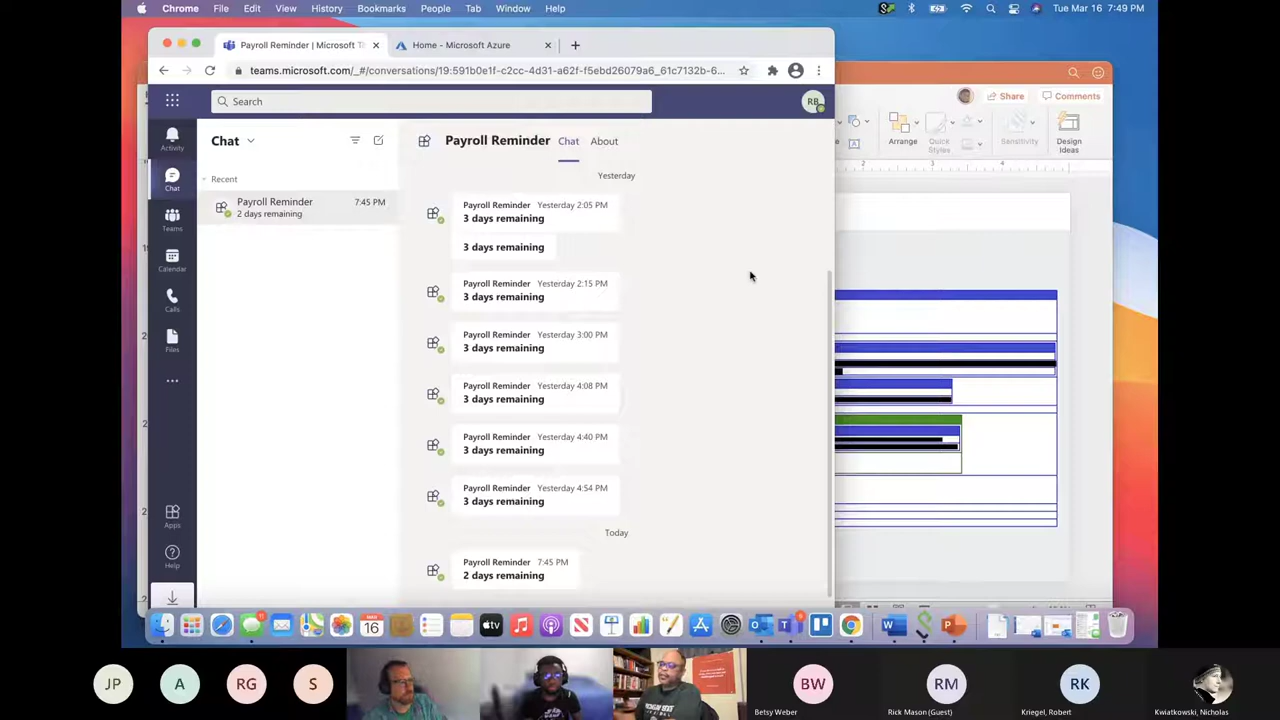 Chrome File Edit View History Bookmarks People Tab Window Help
Tue Mar 16 7:49 PM
Payroll Reminder | Microsoft T
Home - Microsoft Azure
teams.microsoft.com/_#/conversations/19:591b0e1f-c2cc-4d31-a62f-f5ebd26079a6_61c7132b-6...
Search
RB
Share
Comments
Activity
Chat
Payroll Reminder
Chat
About
Arrange
Quick Styles
Sensitivity
Design Ideas
Chat
Recent
Yesterday
Payroll Reminder 7:45 PM
2 days remaining
Payroll Reminder Yesterday 2:05 PM
3 days remaining
3 days remaining
Teams
Calendar
Payroll Reminder Yesterday 2:15 PM
3 days remaining
Calls
Payroll Reminder Yesterday 3:00 PM
3 days remaining
Files
Payroll Reminder Yesterday 4:08 PM
3 days remaining
Payroll Reminder Yesterday 4:40 PM
3 days remaining
Payroll Reminder Yesterday 4:54 PM
3 days remaining
Apps
Today
Help
Payroll Reminder 7:45 PM
2 days remaining
MAR
16
JP
A
RG
S
BW
Betsy Weber
RM
Rick Mason (Guest)
RK
Kriegel, Robert
Kwiatkowski, Nicholas